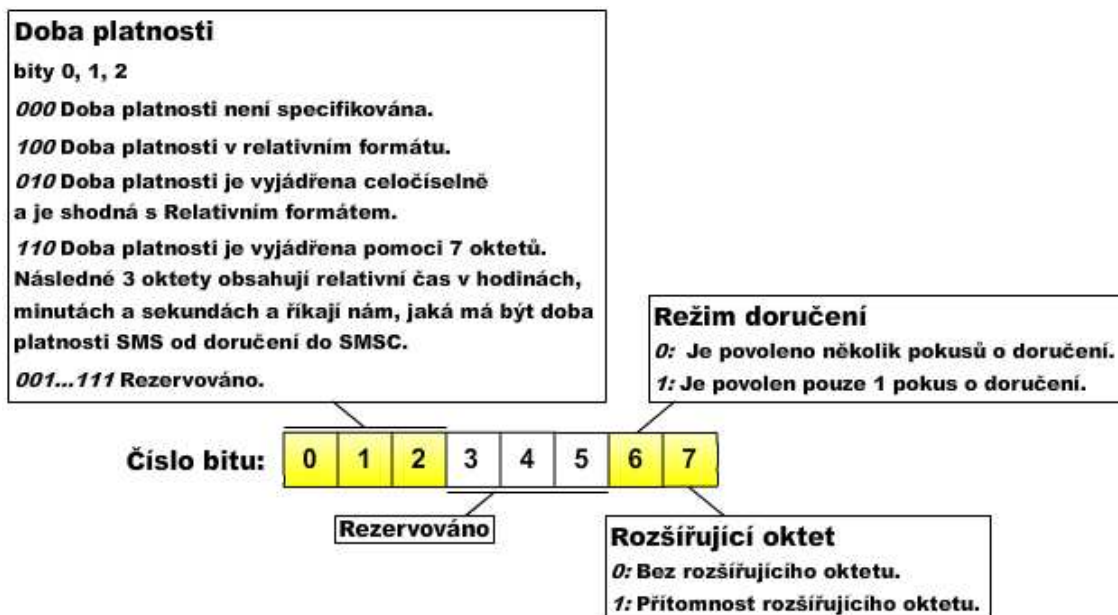 Doba platnosti
bity 0, 1, 2
000 Doba platnosti není specifikována.
100 Doba platnosti v relativním formátu.
010 Doba platnosti je vyjádřena celočíselně
a je shodná s Relativním formátem.
110 Doba platnosti je vyjádřena pomoci 7 oktetů.
Následné 3 oktety obsahují relativní čas v hodinách,
minutách a sekundách a říkají nám, jaká má být doba
platnosti SMS od doručení do SMSC.
001...111 Rezervováno.
Režim doručení
0: Je povoleno několik pokusů o doručení.
1: Je povolen pouze 1 pokus o doručení.
Číslo bitu: 0 1 2 3 4 5 6 7
Rezervováno
Rozšířující oktet
0: Bez rozšířujícího oktetu.
1: Přítomnost rozšířujícího oktetu.